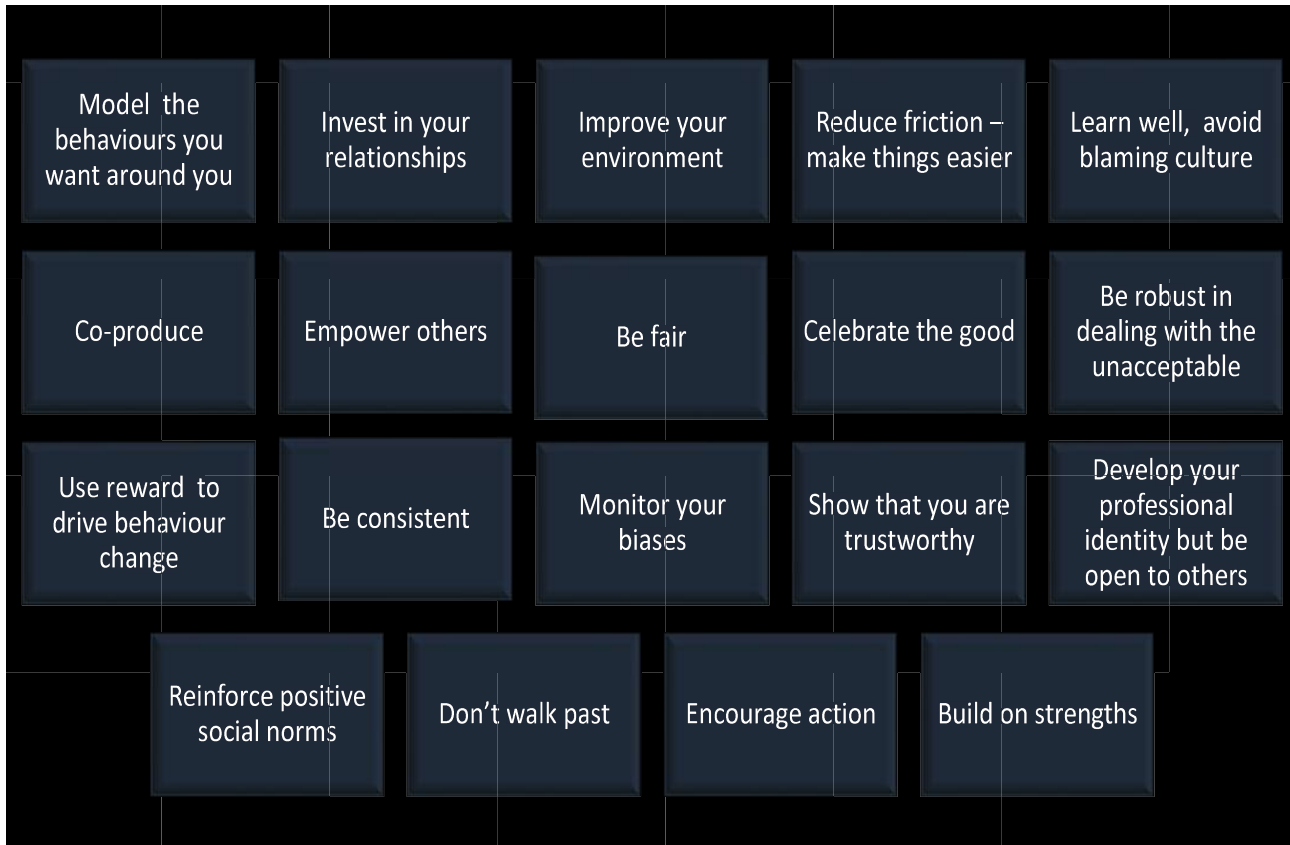 Model the
behaviours you
want around you
Invest in your
relationships
Improve your
environment
Reduce friction –
make things easier
Learn well, avoid
blaming culture
Co-produce
Empower others
Be fair
Celebrate the good
Be robust in
dealing with the
unacceptable
Use reward to
drive behaviour
change
Be consistent
Monitor your
biases
Show that you are
trustworthy
Develop your
professional
identity but be
open to others
Reinforce positive
social norms
Don’t walk past
Encourage action
Build on strengths